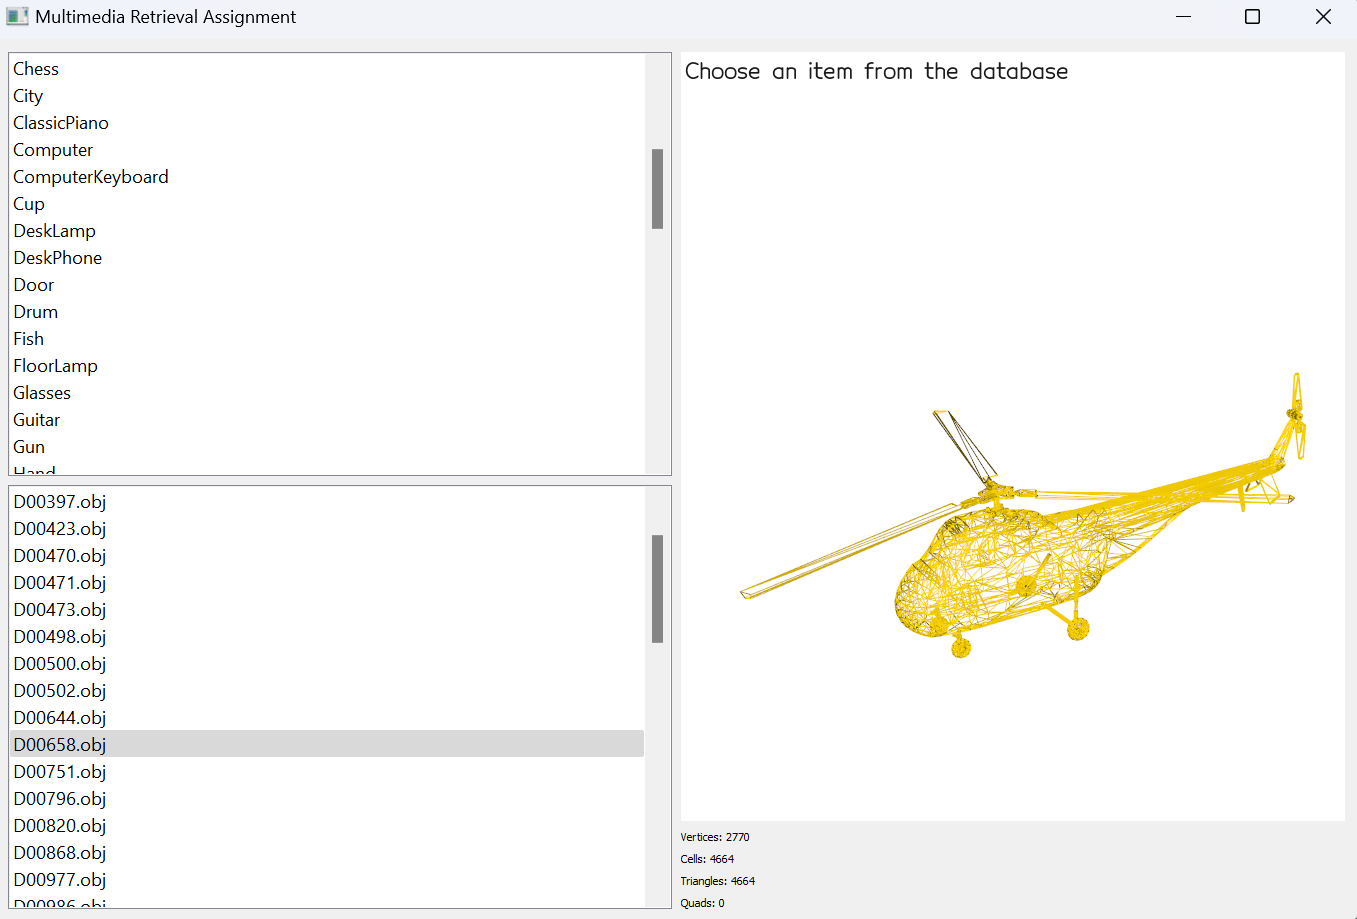 Multimedia Retrieval Assignment
Chess
City
ClassicPiano
Computer
ComputerKeyboard
Cup
DeskLamp
DeskPhone
Door
Drum
Fish
FloorLamp
Glasses
Guitar
Gun
Hand
D00397.obj
D00423.obj
D00470.obj
D00471.obj
D00473.obj
D00498.obj
D00500.obj
D00502.obj
D00644.obj
D00658.obj
D00751.obj
D00796.obj
D00820.obj
D00868.obj
D00977.obj
D00986.obj
Choose an item from the database
Vertices: 2770
Cells: 4664
Triangles: 4664
Quads: 0